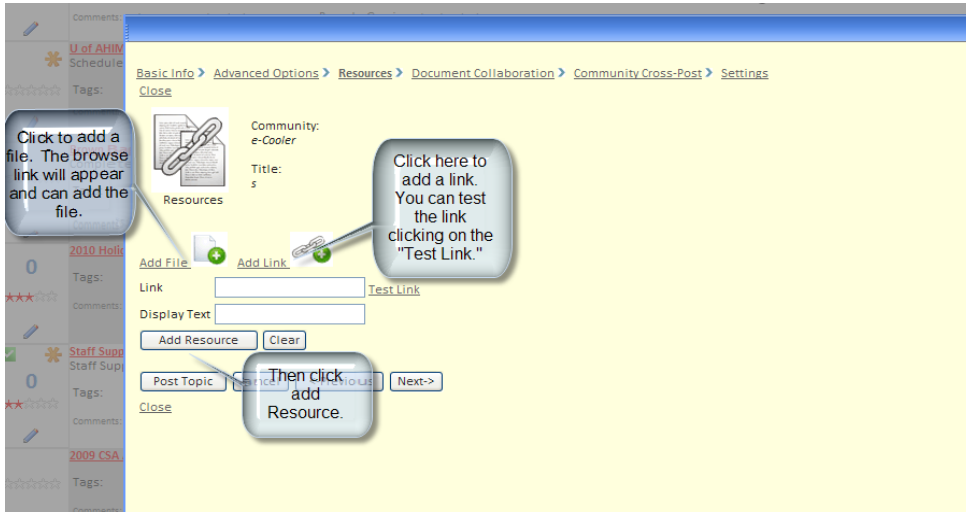 Comments:
U of AHIM
Schedule
Tags:
Basic Info > Advanced Options > Resources > Document Collaboration > Community Cross-Post > Settings
Close
Click to add a
file. The browse
link will appear
and can add the
file.
Community:
e-Cooler
Title:
s
Resources
Click here to
add a link.
You can test
the link
clicking on the
"Test Link."
2010 Holid
0
Tags:
Comments:
Add File
Add Link
Link
Test Link
Display Text
Add Resource
Clear
Staff Supp
Staff Supp
0
Tags:
Comments:
Post Topic
Cancel
Previous
Next->
Then click
add
Resource.
Close
2009 CSA
Tags:
Comments: